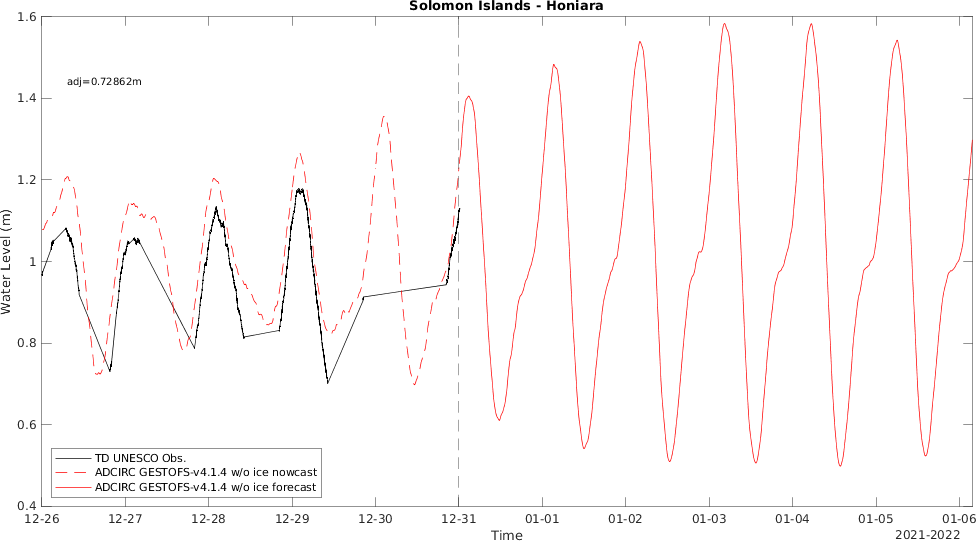 Solomon Islands - Honiara
1.6
1.4
1.2
1
0.8
0.6
0.4
Water Level (m)
adj=0.72862m
TD UNESCO Obs.
ADCIRC GESTOFS-v4.1.4 w/o ice nowcast
ADCIRC GESTOFS-v4.1.4 w/o ice forecast
12-26 12-27 12-28 12-29 12-30 12-31 01-01 01-02 01-03 01-04 01-05 01-06
Time
2021-2022